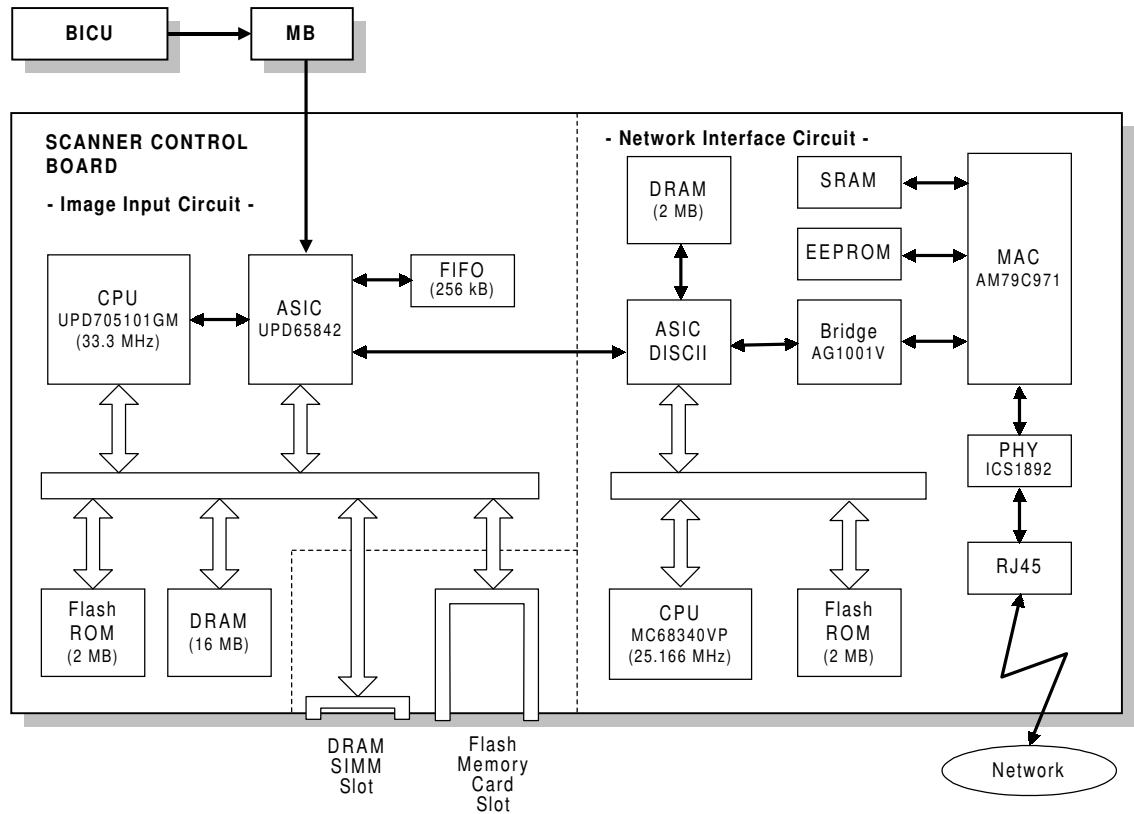 BICU
MB
SCANNER CONTROL
BOARD
- Image Input Circuit -
- Network Interface Circuit -
CPU
UPD705101GM
(33.3 MHz)
ASIC
UPD65842
FIFO
(256 kB)
DRAM
(2 MB)
SRAM
EEPROM
MAC
AM79C971
ASIC
DISCII
Bridge
AG1001V
PHY
ICS1892
RJ45
Flash
ROM
(2 MB)
DRAM
(16 MB)
CPU
MC68340VP
(25.166 MHz)
Flash
ROM
(2 MB)
DRAM
SIMM
Slot
Flash
Memory
Card
Slot
Network